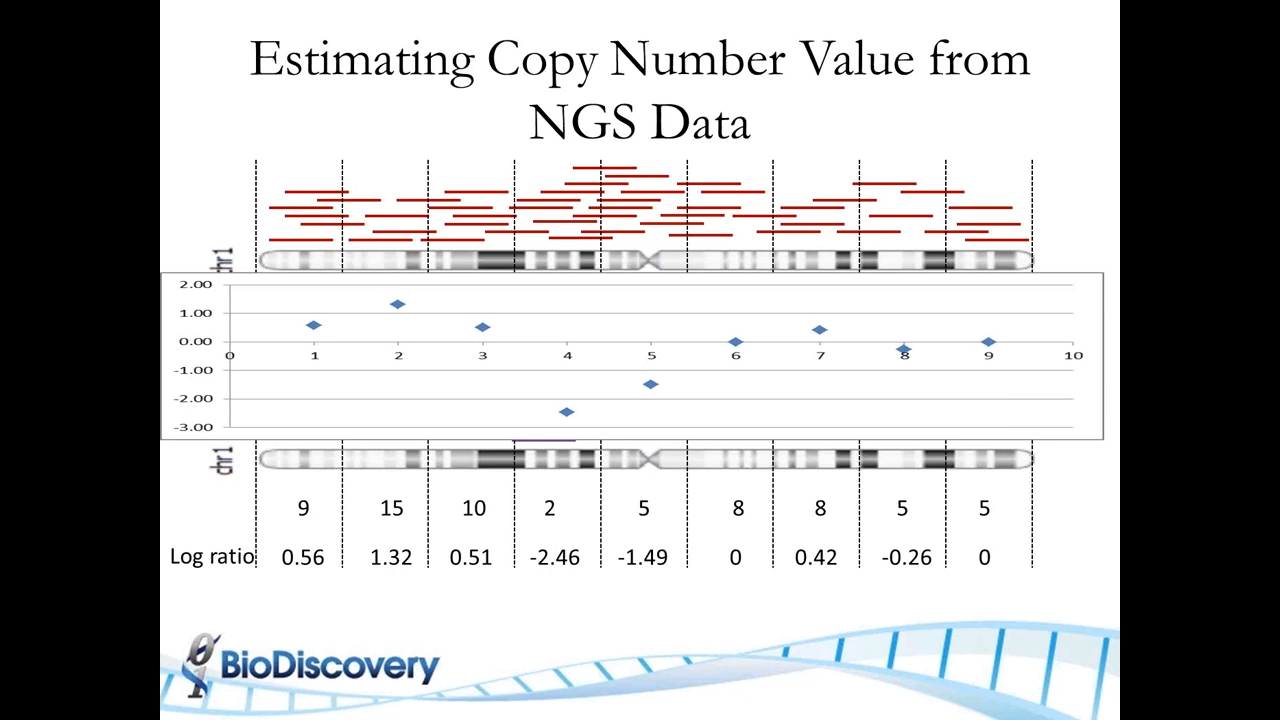 Estimating Copy Number Value from
NGS Data
chr1
2.00
1.00
0.00
0 1 2 3 4 5 6 7 8 9 10
-1.00
-2.00
-3.00
chr1
9 15 10 2 5 8 8 5 5
Log ratio 0.56 1.32 0.51 -2.46 -1.49 0 0.42 -0.26 0
BioDiscovery